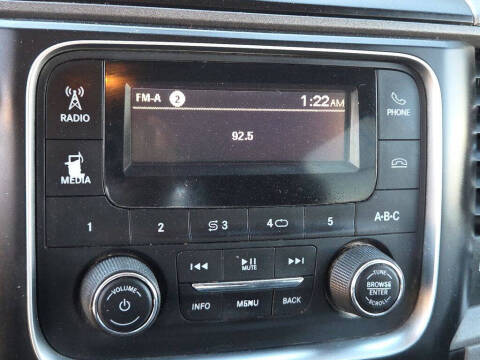 FM-A 2 1:22AM
92.5
RADIO
PHONE
MEDIA
1 2 3 4 5 A-B-C
MUTE
VOLUME
INFO MENU BACK
TUNE
BROWSE
ENTER
SCROLL